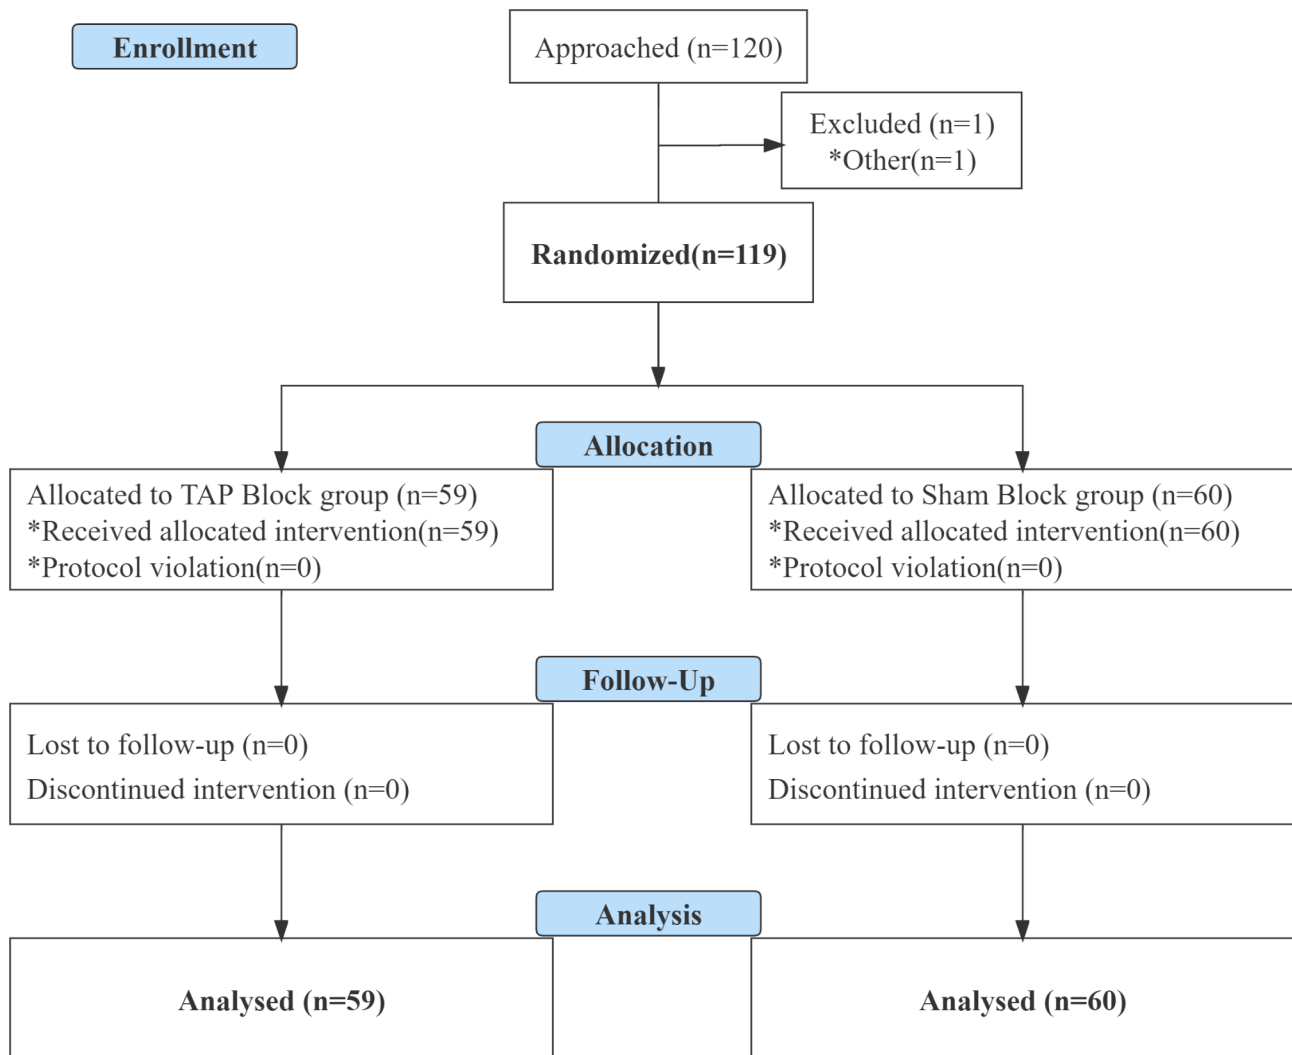 Enrollment
Approached (n=120)
Excluded (n=1)
*Other(n=1)
Randomized(n=119)
Allocation
Allocated to TAP Block group (n=59)
*Received allocated intervention(n=59)
*Protocol violation(n=0)
Allocated to Sham Block group (n=60)
*Received allocated intervention(n=60)
*Protocol violation(n=0)
Follow-Up
Lost to follow-up (n=0)
Discontinued intervention (n=0)
Lost to follow-up (n=0)
Discontinued intervention (n=0)
Analysis
Analysed (n=59)
Analysed (n=60)